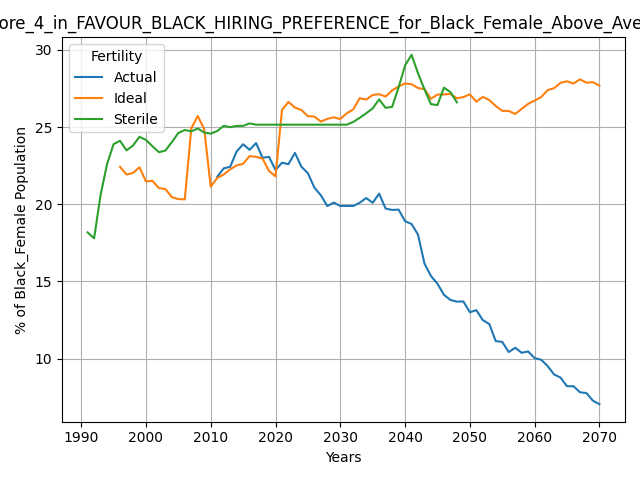 ore_4_in_FAVOUR_BLACK_HIRING_PREFERENCE_for_Black_Female_Above_Ave
30
25
20
15
10
% of Black_Female Population
Fertility
Actual
Ideal
Sterile
1990 2000 2010 2020 2030 2040 2050 2060 2070
Years